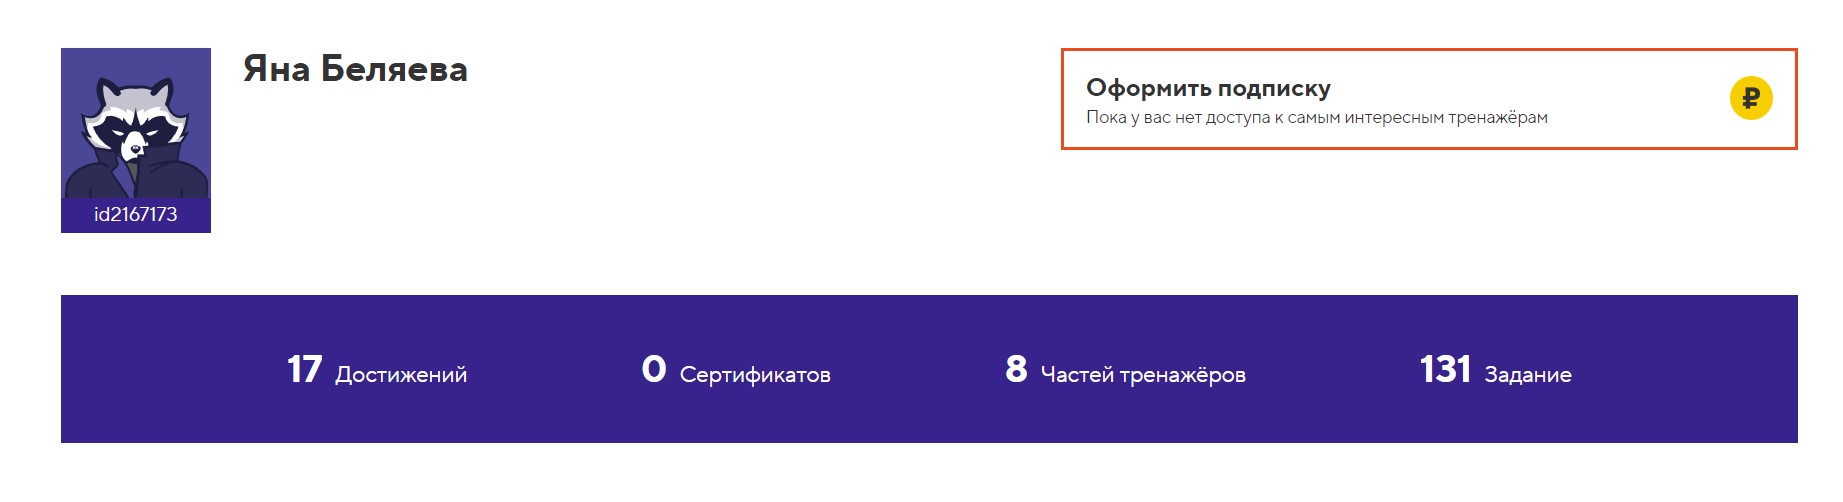 Яна Беляева
Оформить подписку
Пока у вас нет доступа к самым интересным тренажёрам
₽
id2167173
17 Достижений
0 Сертификатов
8 Частей тренажёров
131 Задание